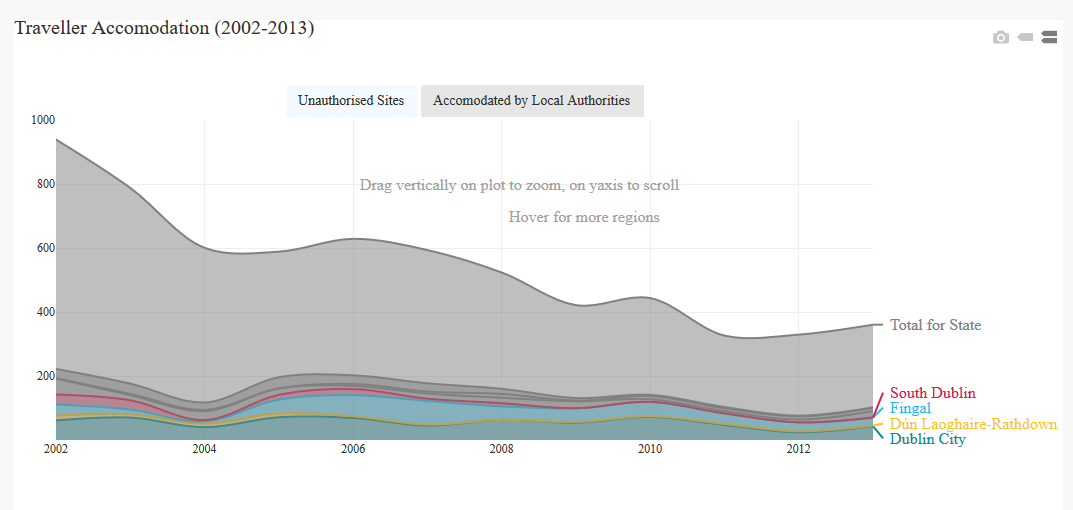 Traveller Accomodation (2002-2013)
Unauthorised Sites
Accomodated by Local Authorities
1000
800
600
400
200
Drag vertically on plot to zoom, on yaxis to scroll
Hover for more regions
Total for State
South Dublin
Fingal
Dún Laoghaire-Rathdown
Dublin City
2002 2004 2006 2008 2010 2012